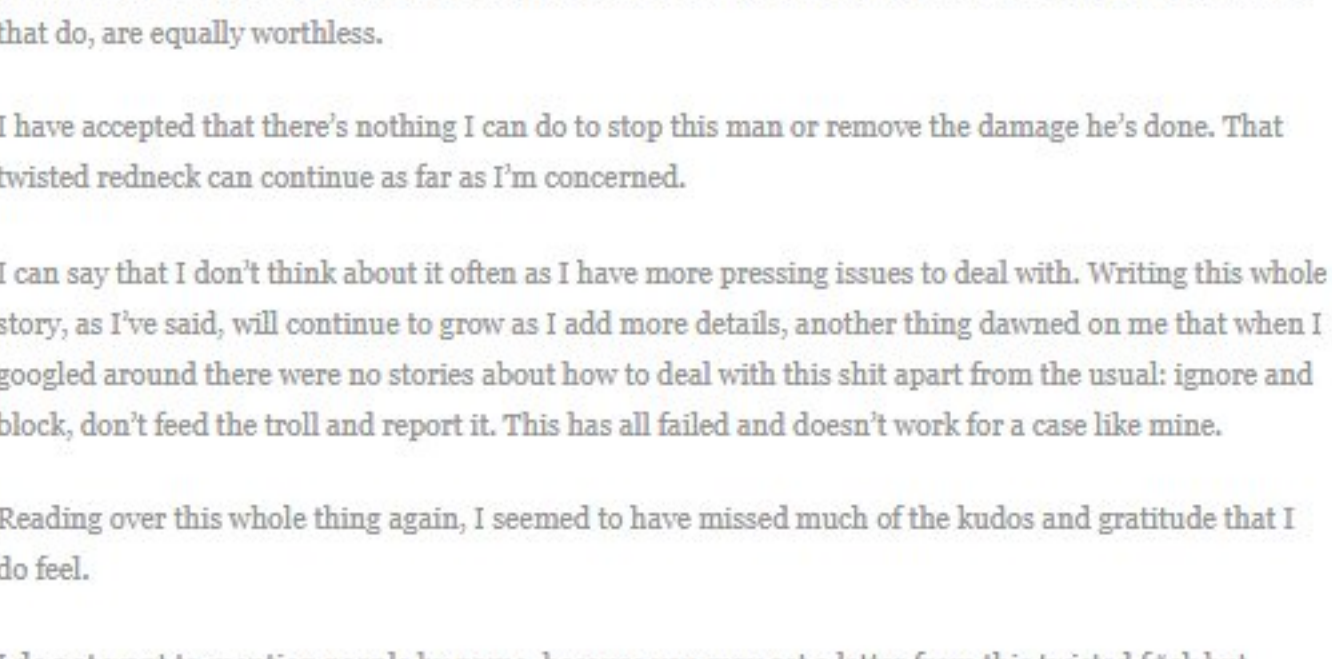 that do, are equally worthless.
I have accepted that there’s nothing I can do to stop this man or remove the damage he’s done. That
twisted redneck can continue as far as I’m concerned.
I can say that I don’t think about it often as I have more pressing issues to deal with. Writing this whole
story, as I’ve said, will continue to grow as I add more details, another thing dawned on me that when I
googled around there were no stories about how to deal with this shit apart from the usual: ignore and
block, don’t feed the troll and report it. This has all failed and doesn’t work for a case like mine.
Reading over this whole thing again, I seemed to have missed much of the kudos and gratitude that I
do feel.